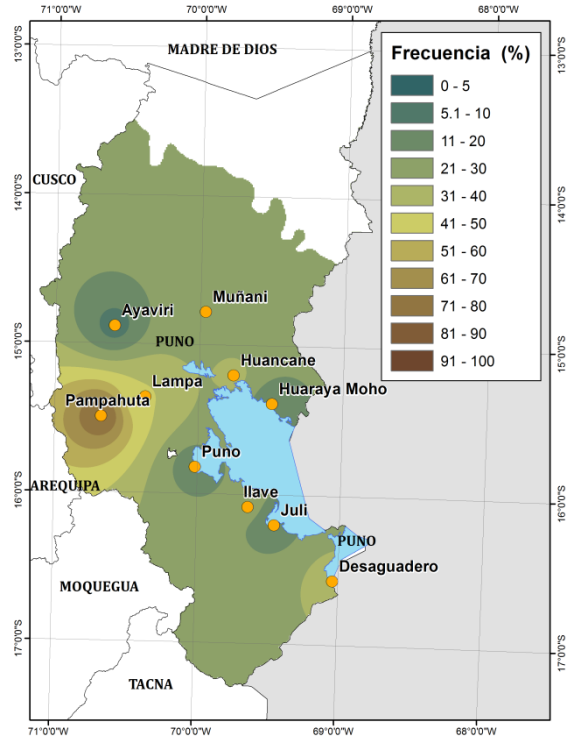 71°0'0"W
70°0'0"W
69°0'0"W
68°0'0"W
13°0'0"S
13°0'0"S
MADRE DE DIOS
Frecuencia (%)
0 - 5
5.1 - 10
11 - 20
21 - 30
31 - 40
41 - 50
51 - 60
61 - 70
71 - 80
81 - 90
91 - 100
CUSCO
14°0'0"S
14°0'0"S
Ayaviri
Muñani
PUNO
15°0'0"S
15°0'0"S
Huancane
Lampa
Huaraya Moho
Pampahuta
Puno
AREQUIPA
16°0'0"S
16°0'0"S
Ilave
Juli
PUNO
Desaguadero
MOQUEGUA
17°0'0"S
17°0'0"S
TACNA
71°0'0"W
70°0'0"W
69°0'0"W
68°0'0"W